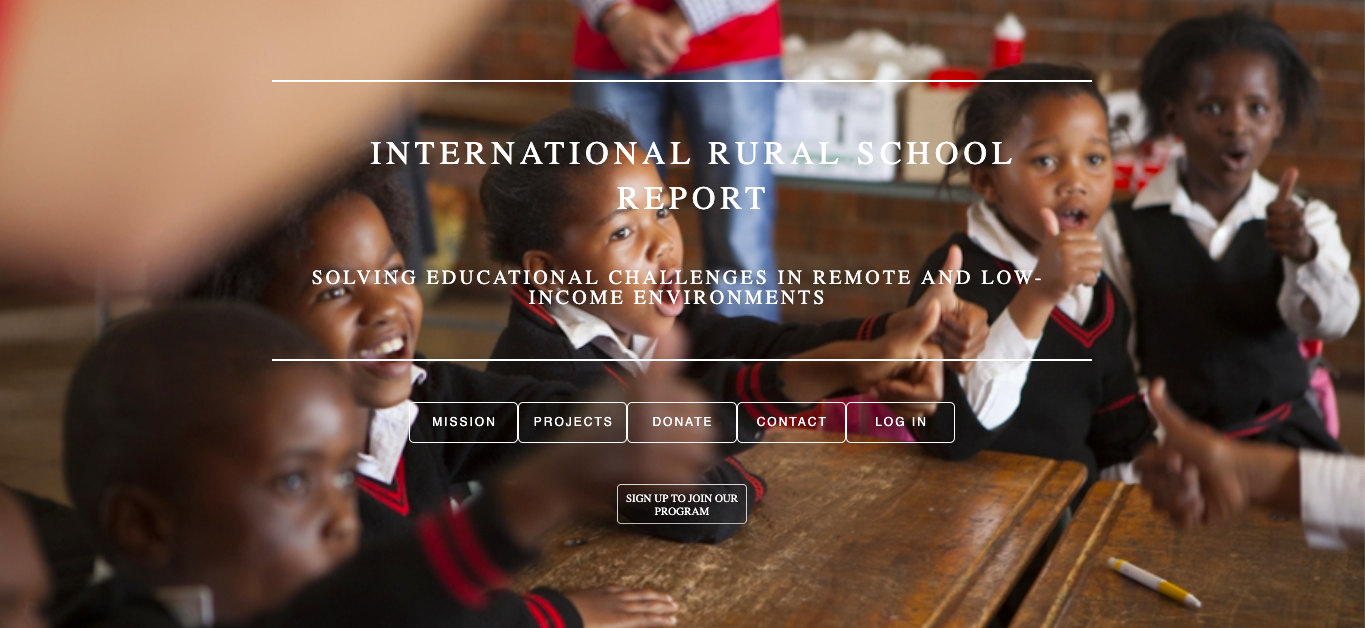 INTERNATIONAL RURAL SCHOOL
REPORT
SOLVING EDUCATIONAL CHALLENGES IN REMOTE AND LOW-
INCOME ENVIRONMENTS
MISSION
PROJECTS
DONATE
CONTACT
LOG IN
SIGN UP TO JOIN OUR
PROGRAM